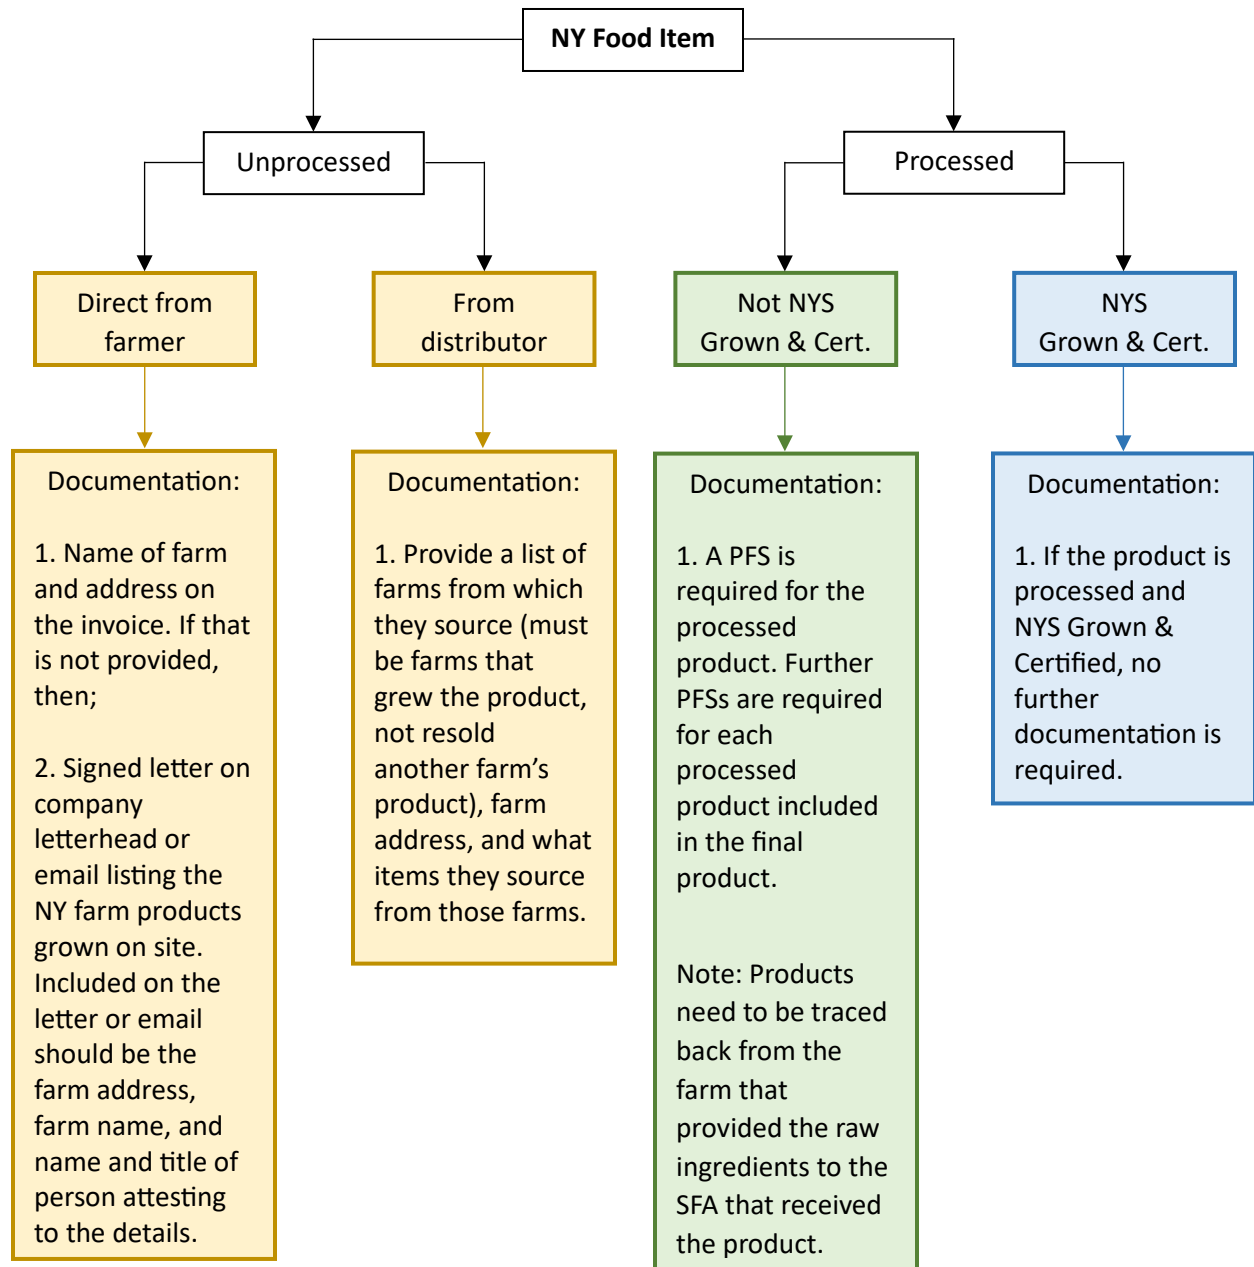 NY Food Item
Unprocessed
Processed
Direct from
farmer
From
distributor
Not NYS
Grown & Cert.
NYS
Grown & Cert.
Documentation:
1. Name of farm
and address on
the invoice. If that
is not provided,
then;
2. Signed letter on
company
letterhead or
email listing the
NY farm products
grown on site.
Included on the
letter or email
should be the
farm address,
farm name, and
name and title of
person attesting
to the details.
Documentation:
1. Provide a list of
farms from which
they source (must
be farms that
grew the product,
not resold
another farm’s
product), farm
address, and what
items they source
from those farms.
Documentation:
1. A PFS is
required for the
processed
product. Further
PFSs are required
for each
processed
product included
in the final
product.
Note: Products
need to be traced
back from the
farm that
provided the raw
ingredients to the
SFA that received
the product.
Documentation:
1. If the product is
processed and
NYS Grown &
Certified, no
further
documentation is
required.